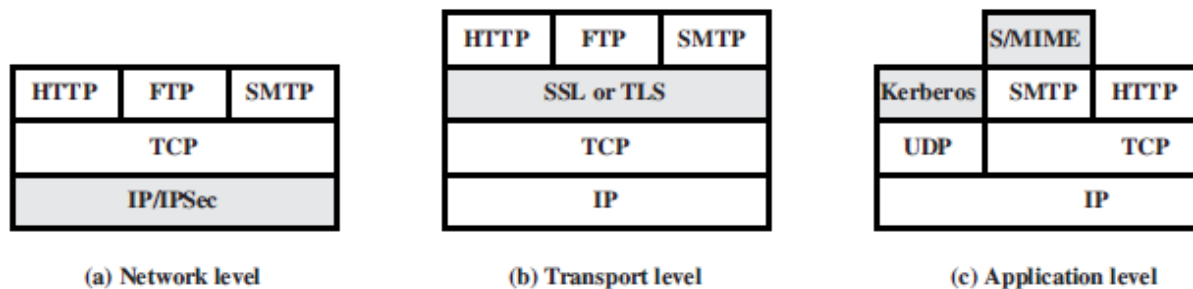 HTTP FTP SMTP
TCP
IP/IPSec
(a) Network level
HTTP FTP SMTP
SSL or TLS
TCP
IP
(b) Transport level
S/MIME
Kerberos SMTP HTTP
UDP TCP
IP
(c) Application level